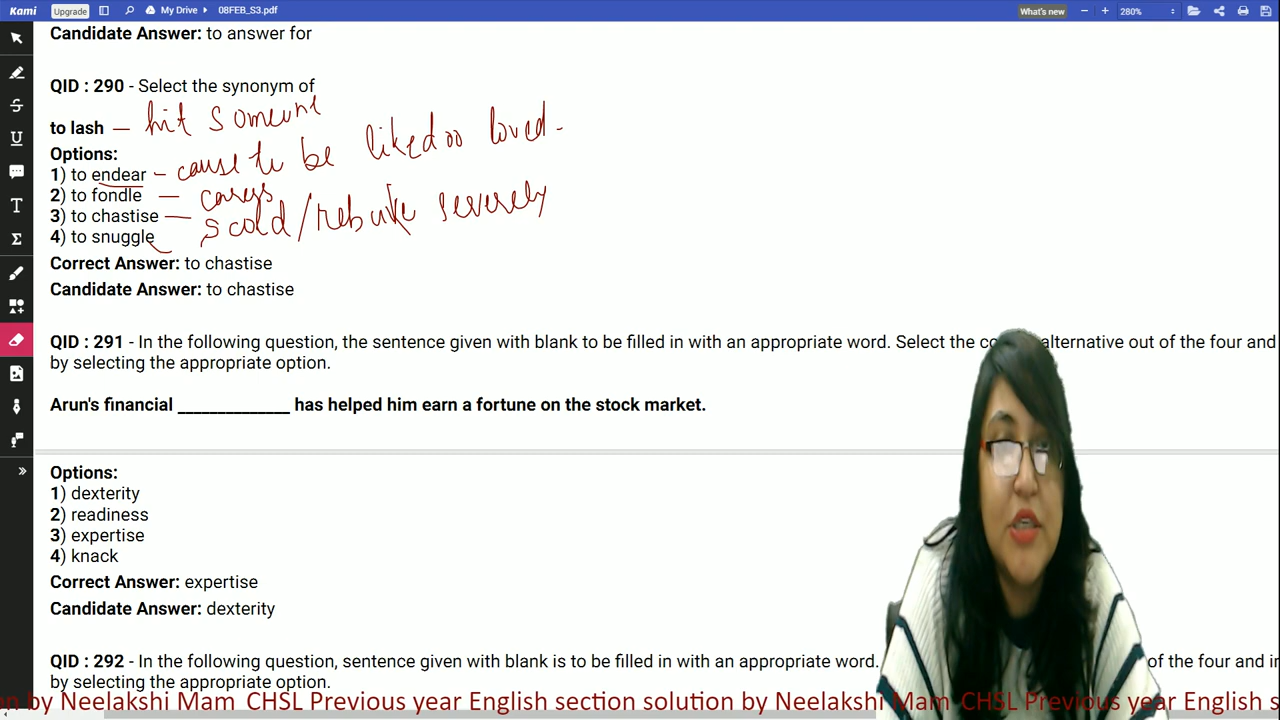 Kami Upgrade My Drive 08FEB_S3.pdf What's new 280%
Candidate Answer: to answer for
QID : 290 - Select the synonym of
to lash — hit someone
Options:
1) to endear – cause to be liked or loved.
2) to fondle — caress
3) to chastise — scold/rebuke severely
4) to snuggle
Correct Answer: to chastise
Candidate Answer: to chastise
QID : 291 - In the following question, the sentence given with blank to be filled in with an appropriate word. Select the co alternative out of the four and
by selecting the appropriate option.
Arun's financial ______________ has helped him earn a fortune on the stock market.
Options:
1) dexterity
2) readiness
3) expertise
4) knack
Correct Answer: expertise
Candidate Answer: dexterity
QID : 292 - In the following question, sentence given with blank is to be filled in with an appropriate word. of the four and in
by selecting the appropriate option.
on by Neelakshi Mam CHSL Previous year English section solution by Neelakshi Mam CHSL Previous year English s